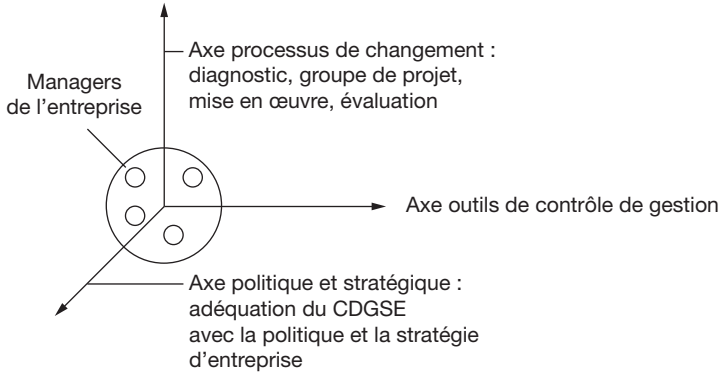 Axe processus de changement :
diagnostic, groupe de projet,
mise en œuvre, évaluation
Managers
de l’entreprise
Axe outils de contrôle de gestion
Axe politique et stratégique :
adéquation du CDGSE
avec la politique et la stratégie
d’entreprise